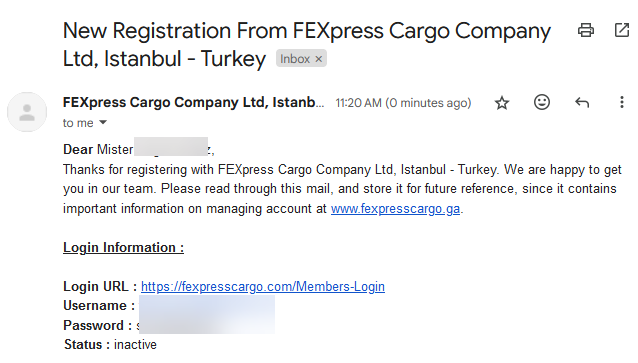 New Registration From FEXpress Cargo Company
Ltd, Istanbul - Turkey Inbox ×
FEXpress Cargo Company Ltd, Istanb... 11:20 AM (0 minutes ago)
to me
Dear Mister ,
Thanks for registering with FEXpress Cargo Company Ltd, Istanbul - Turkey. We are happy to get
you in our team. Please read through this mail, and store it for future reference, since it contains
important information on managing account at www.fexpresscargo.ga.
Login Information :
Login URL : https://fexpresscargo.com/Members-Login
Username :
Password :
Status : inactive